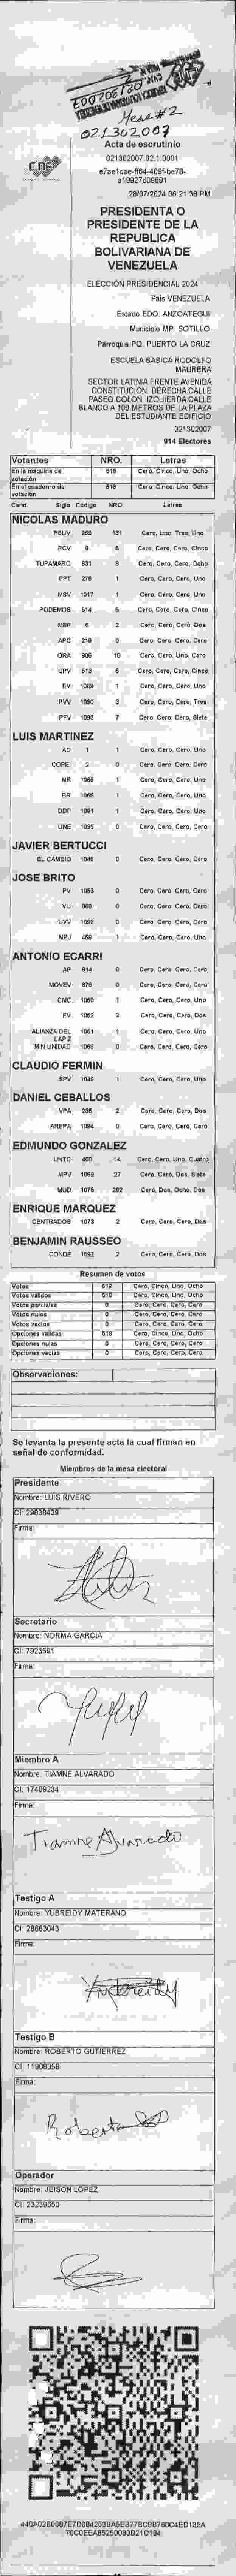 Mesa #2
021302007
CNE
Acta de escrutinio
021302007.02.1.0001
28/07/2024 06:21:38 PM
PRESIDENTA O
PRESIDENTE DE LA
REPUBLICA
BOLIVARIANA DE
VENEZUELA
ELECCIÓN PRESIDENCIAL 2024
País VENEZUELA
Estado EDO. ANZOATEGUI
Municipio MP. SOTILLO
Parroquia PQ. PUERTO LA CRUZ
ESCUELA BASICA RODOLFO
MAURERA
SECTOR LATINA FRENTE AVENIDA
CONSTITUCION. DERECHA CALLE
PASEO COLON. IZQUIERDA CALLE
BLANCO A 100 METROS DE LA PLAZA
DEL ESTUDIANTE EDIFICIO
021302007
914 Electores
Votantes NRO. Letras
En la máquina de votación 518 Cero, Cinco, Uno, Ocho
En el cuaderno de votación 518 Cero, Cinco, Uno, Ocho
Cand. Sigla Código NRO. Letras
NICOLAS MADURO
PSUV 209 131 Cero, Uno, Tres, Uno
PCV 9 5 Cero, Cero, Cero, Cinco
TUPAMARO 931 8 Cero, Cero, Cero, Ocho
PPT 276 1 Cero, Cero, Cero, Uno
MSV 1017 1 Cero, Cero, Cero, Uno
PODEMOS 514 5 Cero, Cero, Cero, Cinco
MEP 6 2 Cero, Cero, Cero, Dos
APC 219 0 Cero, Cero, Cero, Cero
ORA 906 10 Cero, Cero, Uno, Cero
UPV 613 5 Cero, Cero, Cero, Cinco
EV 1089 1 Cero, Cero, Cero, Uno
PVV 1090 3 Cero, Cero, Cero, Tres
PFV 1093 7 Cero, Cero, Cero, Siete
LUIS MARTINEZ
AD 1 1 Cero, Cero, Cero, Uno
COPEI 2 0 Cero, Cero, Cero, Cero
MR 1 Cero, Cero, Cero, Uno
BR 1068 1 Cero, Cero, Cero, Uno
DDP 1091 1 Cero, Cero, Cero, Uno
UNE 1096 0 Cero, Cero, Cero, Cero
JAVIER BERTUCCI
EL CAMBIO 1048 0 Cero, Cero, Cero, Cero
JOSE BRITO
PV 1053 0 Cero, Cero, Cero, Cero
VU 0 Cero, Cero, Cero, Cero
UVV 1095 0 Cero, Cero, Cero, Cero
MPJ 458 1 Cero, Cero, Cero, Uno
ANTONIO ECARRI
AP 914 0 Cero, Cero, Cero, Cero
MOVEV 878 0 Cero, Cero, Cero, Cero
CMC 1050 1 Cero, Cero, Cero, Uno
FV 1062 2 Cero, Cero, Cero, Dos
ALIANZA DEL LAPIZ 1051 1 Cero, Cero, Cero, Uno
MIN UNIDAD 1058 0 Cero, Cero, Cero, Cero
CLAUDIO FERMIN
SPV 1049 1 Cero, Cero, Cero, Uno
DANIEL CEBALLOS
VPA 236 2 Cero, Cero, Cero, Dos
AREPA 1094 0 Cero, Cero, Cero, Cero
EDMUNDO GONZALEZ
UNTC 460 14 Cero, Cero, Uno, Cuatro
MPV 1069 27 Cero, Cero, Dos, Siete
MUD 1075 282 Cero, Dos, Ocho, Dos
ENRIQUE MARQUEZ
CENTRADOS 1073 2 Cero, Cero, Cero, Dos
BENJAMIN RAUSSEO
CONDE 1092 2 Cero, Cero, Cero, Dos
Resumen de votos
Votos 518 Cero, Cinco, Uno, Ocho
Votos validos 518 Cero, Cinco, Uno, Ocho
Votos parciales 0 Cero, Cero, Cero, Cero
Votos nulos 0 Cero, Cero, Cero, Cero
Votos vacios 0 Cero, Cero, Cero, Cero
Opciones validas 518 Cero, Cinco, Uno, Ocho
Opciones nulas 0 Cero, Cero, Cero, Cero
Opciones vacias 0 Cero, Cero, Cero, Cero
Observaciones:
Se levanta la presente acta la cual firman en
señal de conformidad.
Miembros de la mesa electoral
Presidente
Nombre: LUIS RIVERO
CI: 29838439
Firma:
Secretario
Nombre: NORMA GARCIA
CI: 7923591
Firma:
Miembro A
Nombre: TIAMNE ALVARADO
CI: 17409234
Firma:
Tiamne Alvarado
Testigo A
Nombre: YUBREIDY MATERANO
CI: 28663043
Firma:
Yubreidy
Testigo B
Nombre: ROBERTO GUTIERREZ
CI: 11908056
Firma:
Roberto
Operador
Nombre: JEISON LOPEZ
CI: 23239650
Firma: